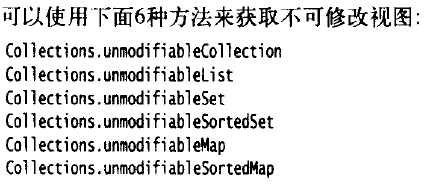 可以使用下面6种方法来获取不可修改视图:
Collections.unmodifiableCollection
Collections.unmodifiableList
Collections.unmodifiableSet
Collections.unmodifiableSortedSet
Collections.unmodifiableMap
Collections.unmodifiableSortedMap